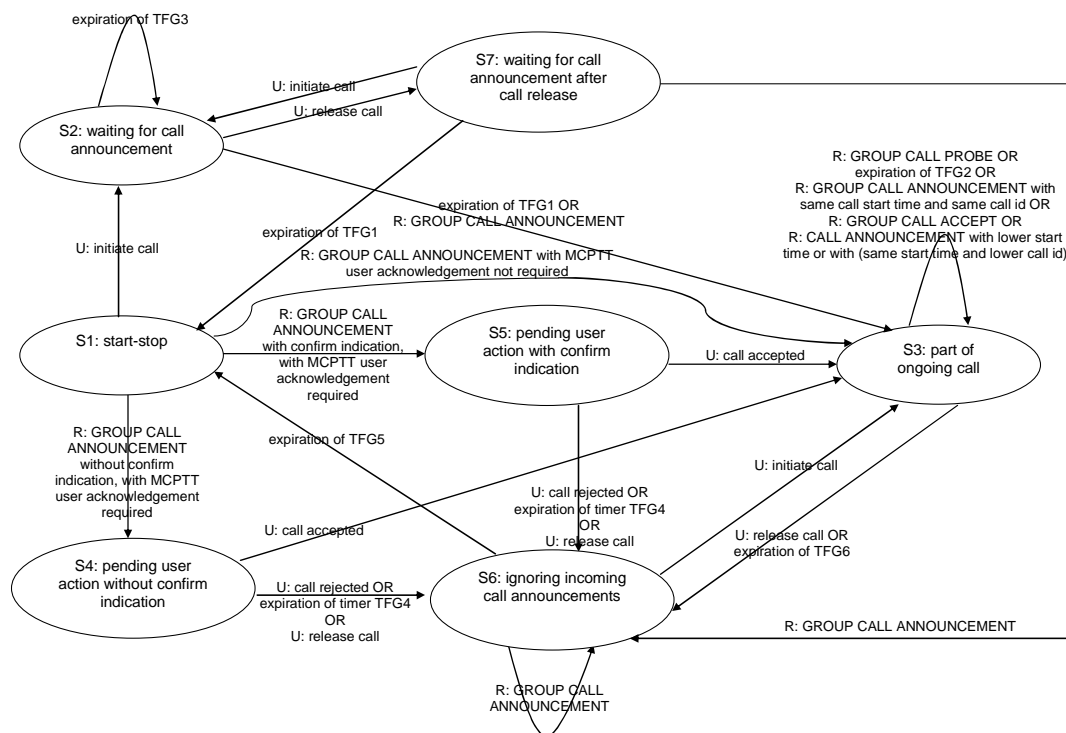 expiration of TFG3
S7: waiting for call
announcement after
call release
U: initiate call
U: release call
S2: waiting for call
announcement
R: GROUP CALL PROBE OR
expiration of TFG2 OR
R: GROUP CALL ANNOUNCEMENT with
same call start time and same call id OR
R: GROUP CALL ACCEPT OR
R: CALL ANNOUNCEMENT with lower start
time or with (same start time and lower call id)
expiration of TFG1 OR
R: GROUP CALL ANNOUNCEMENT
expiration of TFG1
U: initiate call
R: GROUP CALL ANNOUNCEMENT with MCPTT
user acknowledgement not required
S1: start-stop
R: GROUP CALL
ANNOUNCEMENT
with confirm indication,
with MCPTT user
acknowledgement
required
S5: pending user
action with confirm
indication
U: call accepted
S3: part of
ongoing call
R: GROUP CALL
ANNOUNCEMENT
without confirm
indication, with MCPTT
user acknowledgement
required
expiration of TFG5
U: initiate call
U: call rejected OR
expiration of timer TFG4
OR
U: release call
U: call accepted
U: release call OR
expiration of TFG6
S4: pending user
action without confirm
indication
U: call rejected OR
expiration of timer TFG4
OR
U: release call
S6: ignoring incoming
call announcements
R: GROUP CALL ANNOUNCEMENT
R: GROUP CALL
ANNOUNCEMENT